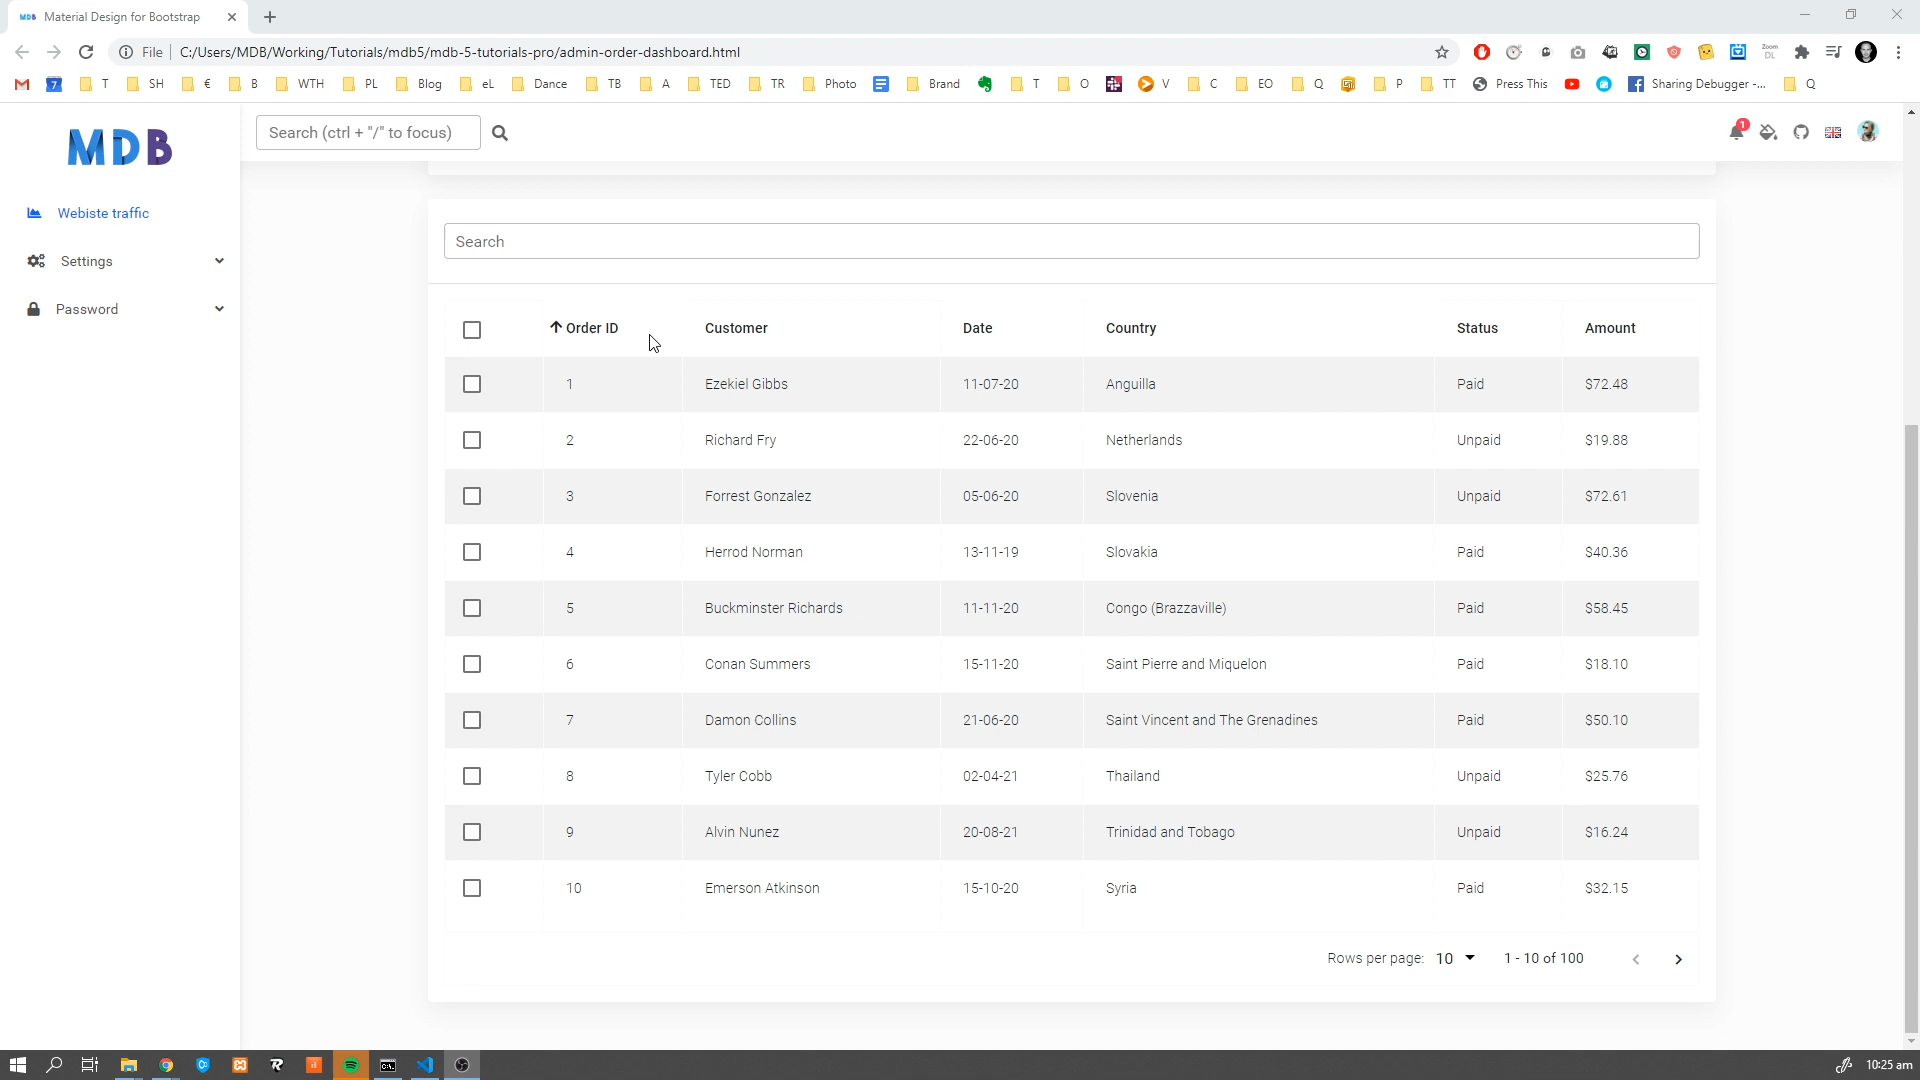 MDB Material Design for Bootstrap
File C:/Users/MDB/Working/Tutorials/mdb5/mdb-5-tutorials-pro/admin-order-dashboard.html
Zoom DL
7 T SH € B WTH PL Blog eL Dance TB A TED TR Photo Brand T O V C EO Q P TT Press This Sharing Debugger -... Q
MDB
Search (ctrl + "/" to focus)
1
Webiste traffic
Settings
Password
Search
Order ID Customer Date Country Status Amount
1 Ezekiel Gibbs 11-07-20 Anguilla Paid $72.48
2 Richard Fry 22-06-20 Netherlands Unpaid $19.88
3 Forrest Gonzalez 05-06-20 Slovenia Unpaid $72.61
4 Herrod Norman 13-11-19 Slovakia Paid $40.36
5 Buckminster Richards 11-11-20 Congo (Brazzaville) Paid $58.45
6 Conan Summers 15-11-20 Saint Pierre and Miquelon Paid $18.10
7 Damon Collins 21-06-20 Saint Vincent and The Grenadines Paid $50.10
8 Tyler Cobb 02-04-21 Thailand Unpaid $25.76
9 Alvin Nunez 20-08-21 Trinidad and Tobago Unpaid $16.24
10 Emerson Atkinson 15-10-20 Syria Paid $32.15
Rows per page: 10 1 - 10 of 100
10:25 am